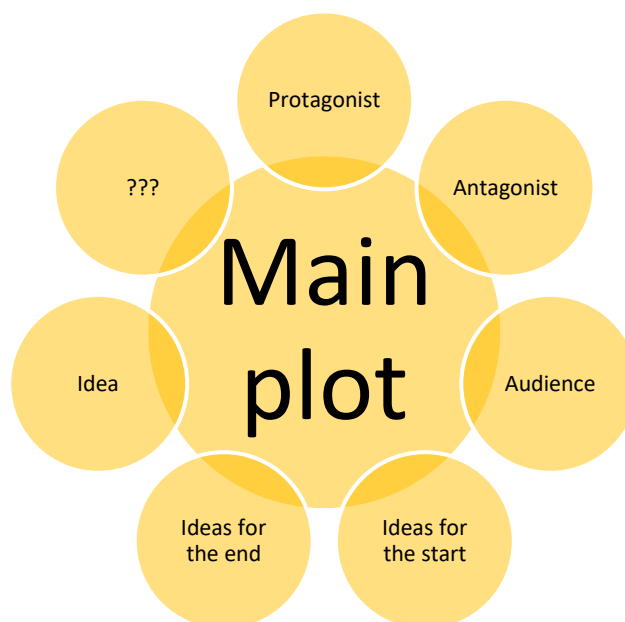 Protagonist
???
Antagonist
Main
plot
Idea
Audience
Ideas for
the end
Ideas for
the start